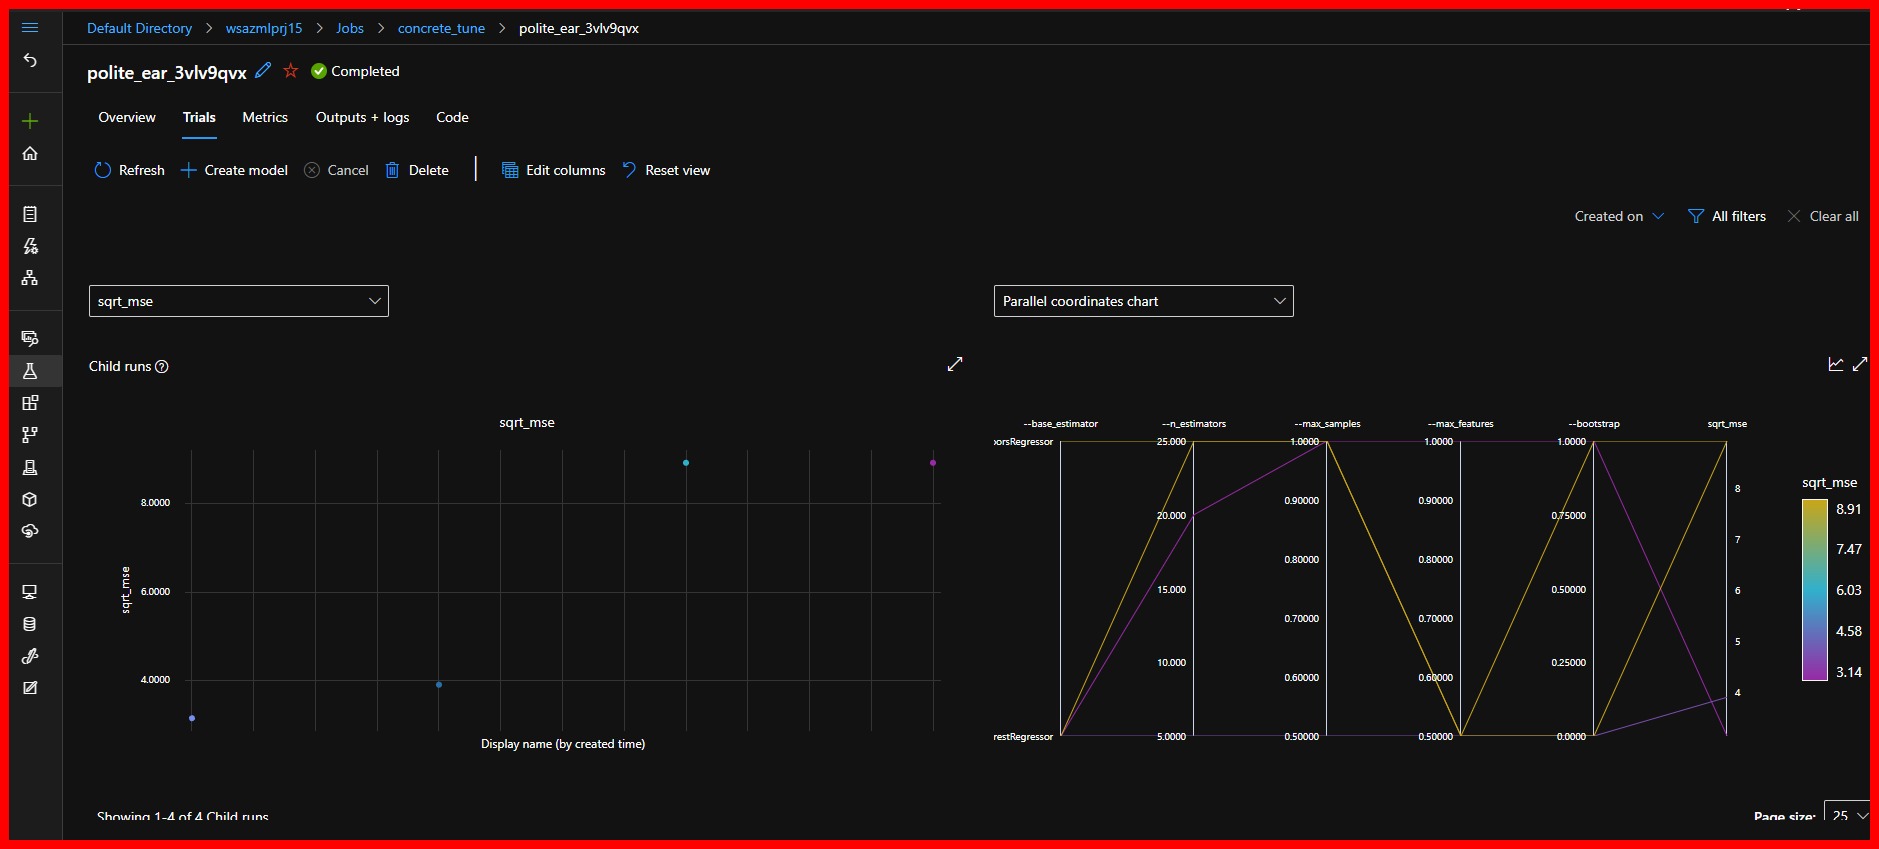 Default Directory > wsazmlprj15 > Jobs > concrete_tune > polite_ear_3vlv9qvx
polite_ear_3vlv9qvx Completed
Overview Trials Metrics Outputs + logs Code
Refresh Create model Cancel Delete Edit columns Reset view
Created on All filters Clear all
sqrt_mse
Parallel coordinates chart
Child runs
sqrt_mse
8.0000
6.0000
4.0000
sqrt_mse
Display name (by created time)
--base_estimator --n_estimators --max_samples --max_features --bootstrap sqrt_mse
orsRegressor
restRegressor
25.000
20.000
15.000
10.000
5.0000
1.0000
0.90000
0.80000
0.70000
0.60000
0.50000
1.0000
0.90000
0.80000
0.70000
0.60000
0.50000
1.0000
0.75000
0.50000
0.25000
0.0000
8
7
6
5
4
sqrt_mse
8.91
7.47
6.03
4.58
3.14
Showing 1-4 of 4 Child runs
Page size: 25